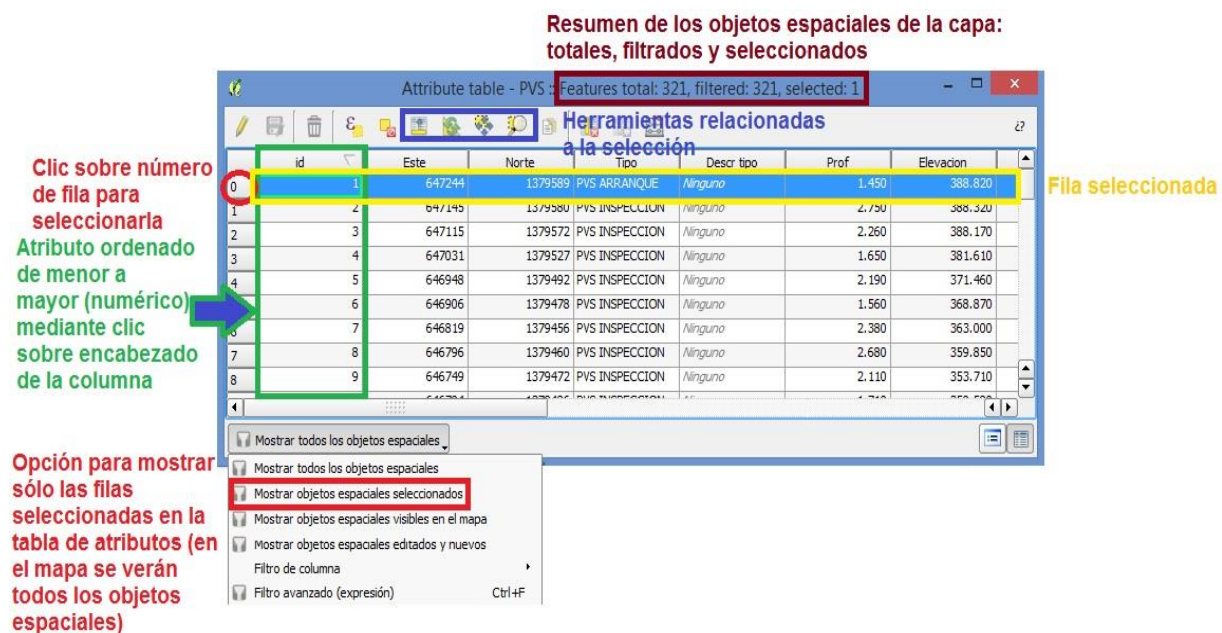 Resumen de los objetos espaciales de la capa:
totales, filtrados y seleccionados
Attribute table - PVS :: Features total: 321, filtered: 321, selected: 1
Herramientas relacionadas
a la selección
Clic sobre número
de fila para
seleccionarla
Atributo ordenado
de menor a
mayor (numérico)
mediante clic
sobre encabezado
de la columna
id Este Norte Tipo Descr tipo Prof Elevacion
0 1 647244 1379589 PVS ARRANQUE Ninguno 1.450 388.820
Fila seleccionada
1 2 647145 1379580 PVS INSPECCION Ninguno 2.750 388.320
2 3 647115 1379572 PVS INSPECCION Ninguno 2.260 388.170
3 4 647031 1379527 PVS INSPECCION Ninguno 1.650 381.610
4 5 646948 1379492 PVS INSPECCION Ninguno 2.190 371.460
6 646906 1379478 PVS INSPECCION Ninguno 1.560 368.870
7 646819 1379456 PVS INSPECCION Ninguno 2.380 363.000
7 8 646796 1379460 PVS INSPECCION Ninguno 2.680 359.850
8 9 646749 1379472 PVS INSPECCION Ninguno 2.110 353.710
Mostrar todos los objetos espaciales
Mostrar todos los objetos espaciales
Mostrar objetos espaciales seleccionados
Mostrar objetos espaciales visibles en el mapa
Mostrar objetos espaciales editados y nuevos
Filtro de columna
Filtro avanzado (expresión) Ctrl+F
Opción para mostrar
sólo las filas
seleccionadas en la
tabla de atributos (en
el mapa se verán
todos los objetos
espaciales)